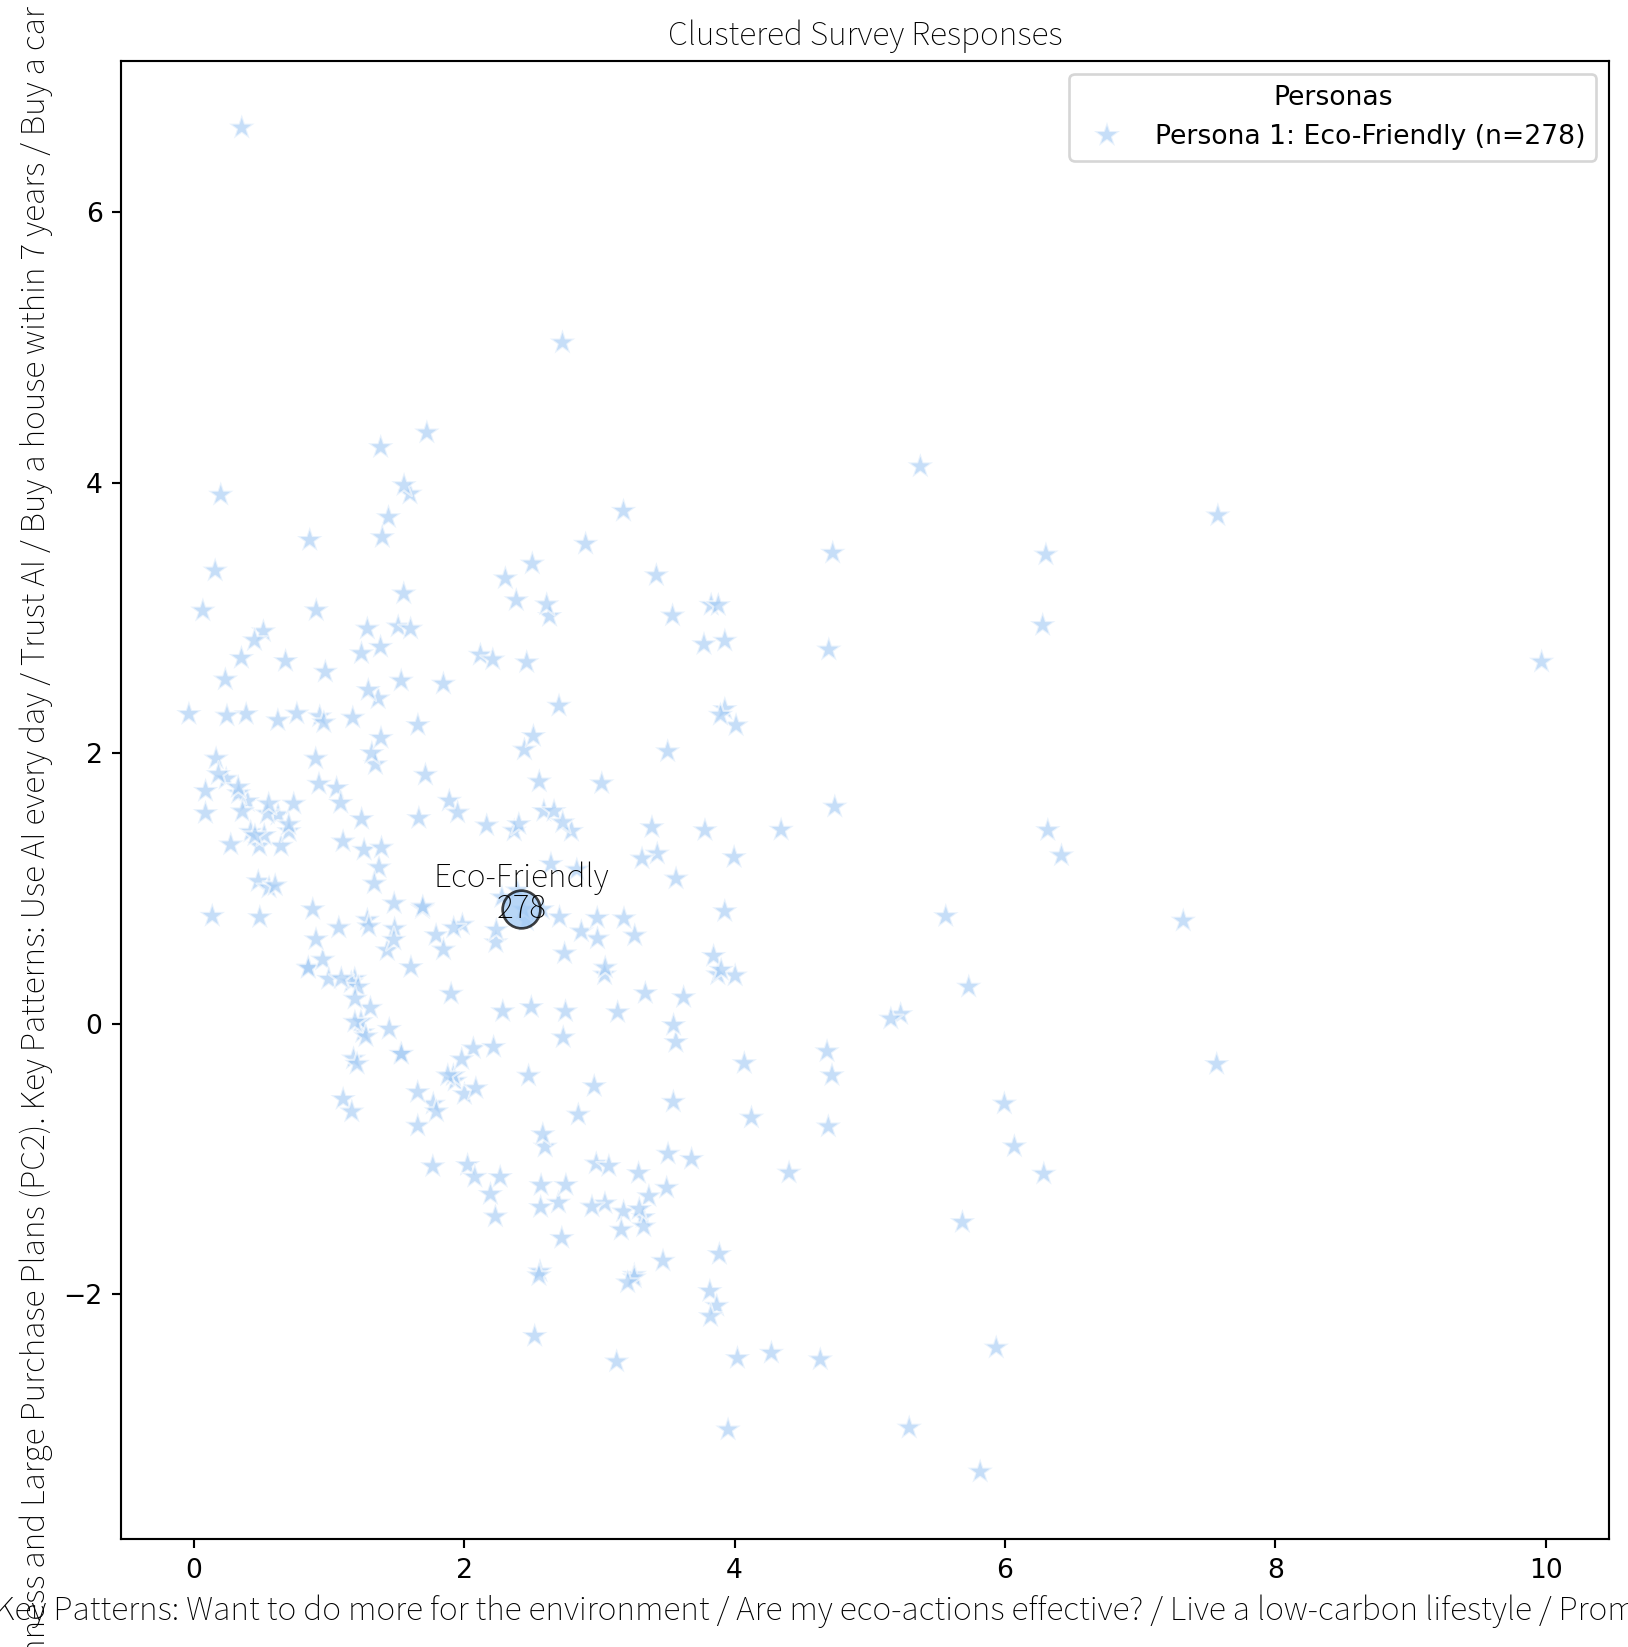 Clustered Survey Responses
Personas
Persona 1: Eco-Friendly (n=278)
and Large Purchase Plans (PC2). Key Patterns: Use AI every day / Trust AI / Buy a house within 7 years / Buy a car
6
4
2
0
−2
Eco-Friendly
278
0
2
4
6
8
10
Key Patterns: Want to do more for the environment / Are my eco-actions effective? / Live a low-carbon lifestyle /